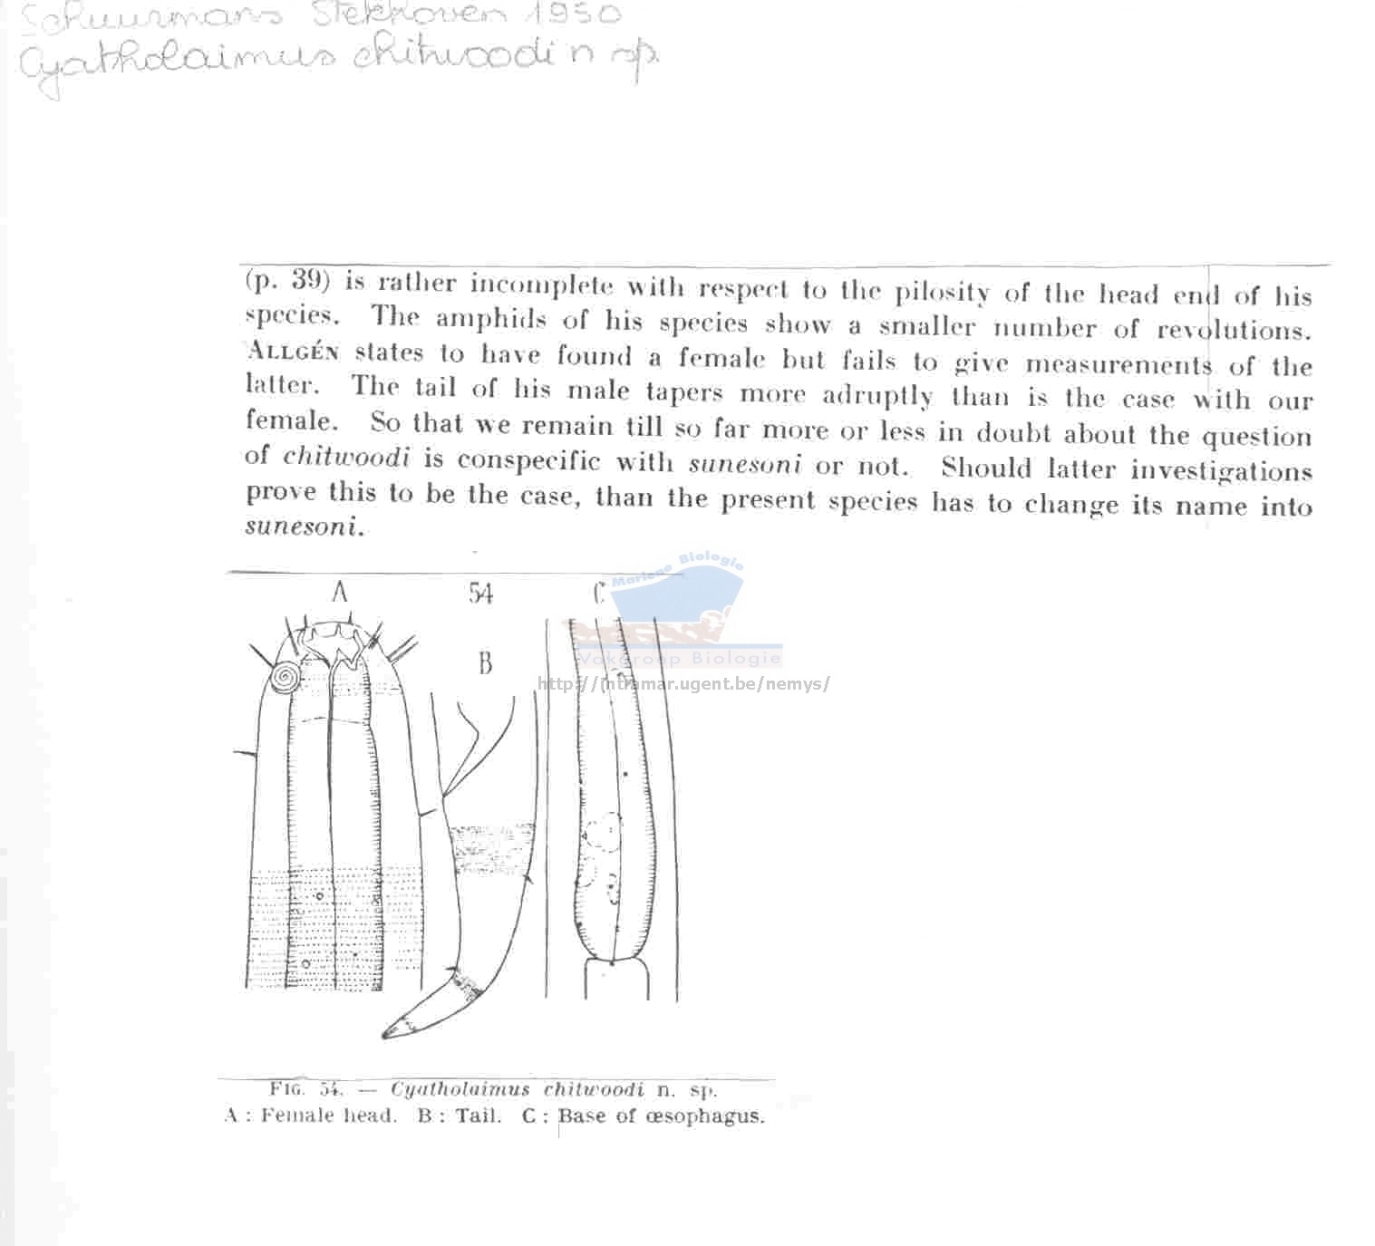 Schuurmans Stekhoven 1950
Cyatholaimus chitwoodi n sp.
(p. 39) is rather incomplete with respect to the pilosity of the head end of his
species. The amphids of his species show a smaller number of revolutions.
ALLGÉN states to have found a female but fails to give measurements of the
latter. The tail of his male tapers more adruptly than is the case with our
female. So that we remain till so far more or less in doubt about the question
of chitwoodi is conspecific with sunesoni or not. Should latter investigations
prove this to be the case, than the present species has to change its name into
sunesoni.
A
54
C
B
Mariene Biologie
Vakgroep Biologie
http://intramar.ugent.be/nemys/
FIG. 54. — Cyatholaimus chitwoodi n. sp.
A : Female head. B : Tail. C : Base of œsophagus.